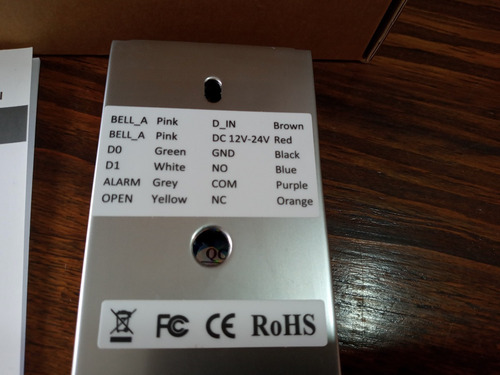 BELL_A Pink D_IN Brown
BELL_A Pink DC 12V-24V Red
D0 Green GND Black
D1 White NO Blue
ALARM Grey COM Purple
OPEN Yellow NC Orange
QC
FC CE RoHS